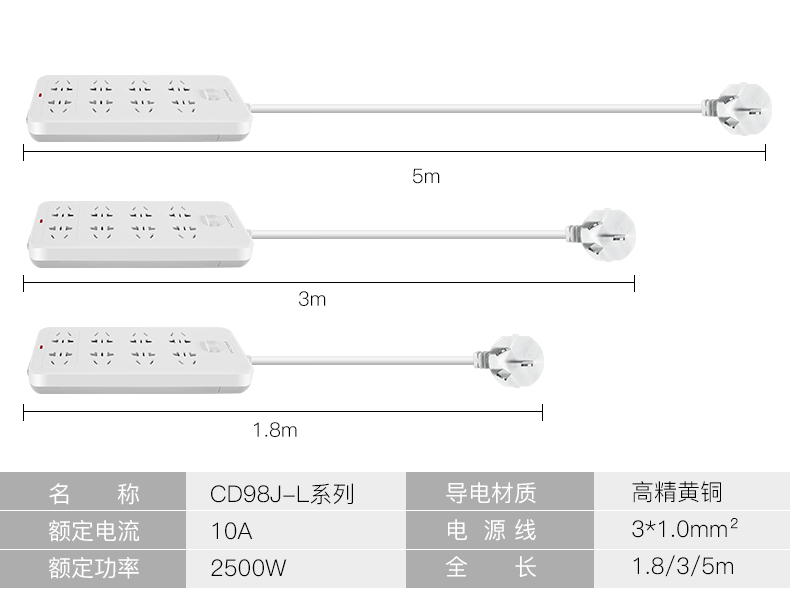 5m
3m
1.8m
名 称 CD98J-L系列 导电材质 高精黄铜
额定电流 10A 电源线 3*1.0mm²
额定功率 2500W 全 长 1.8/3/5m